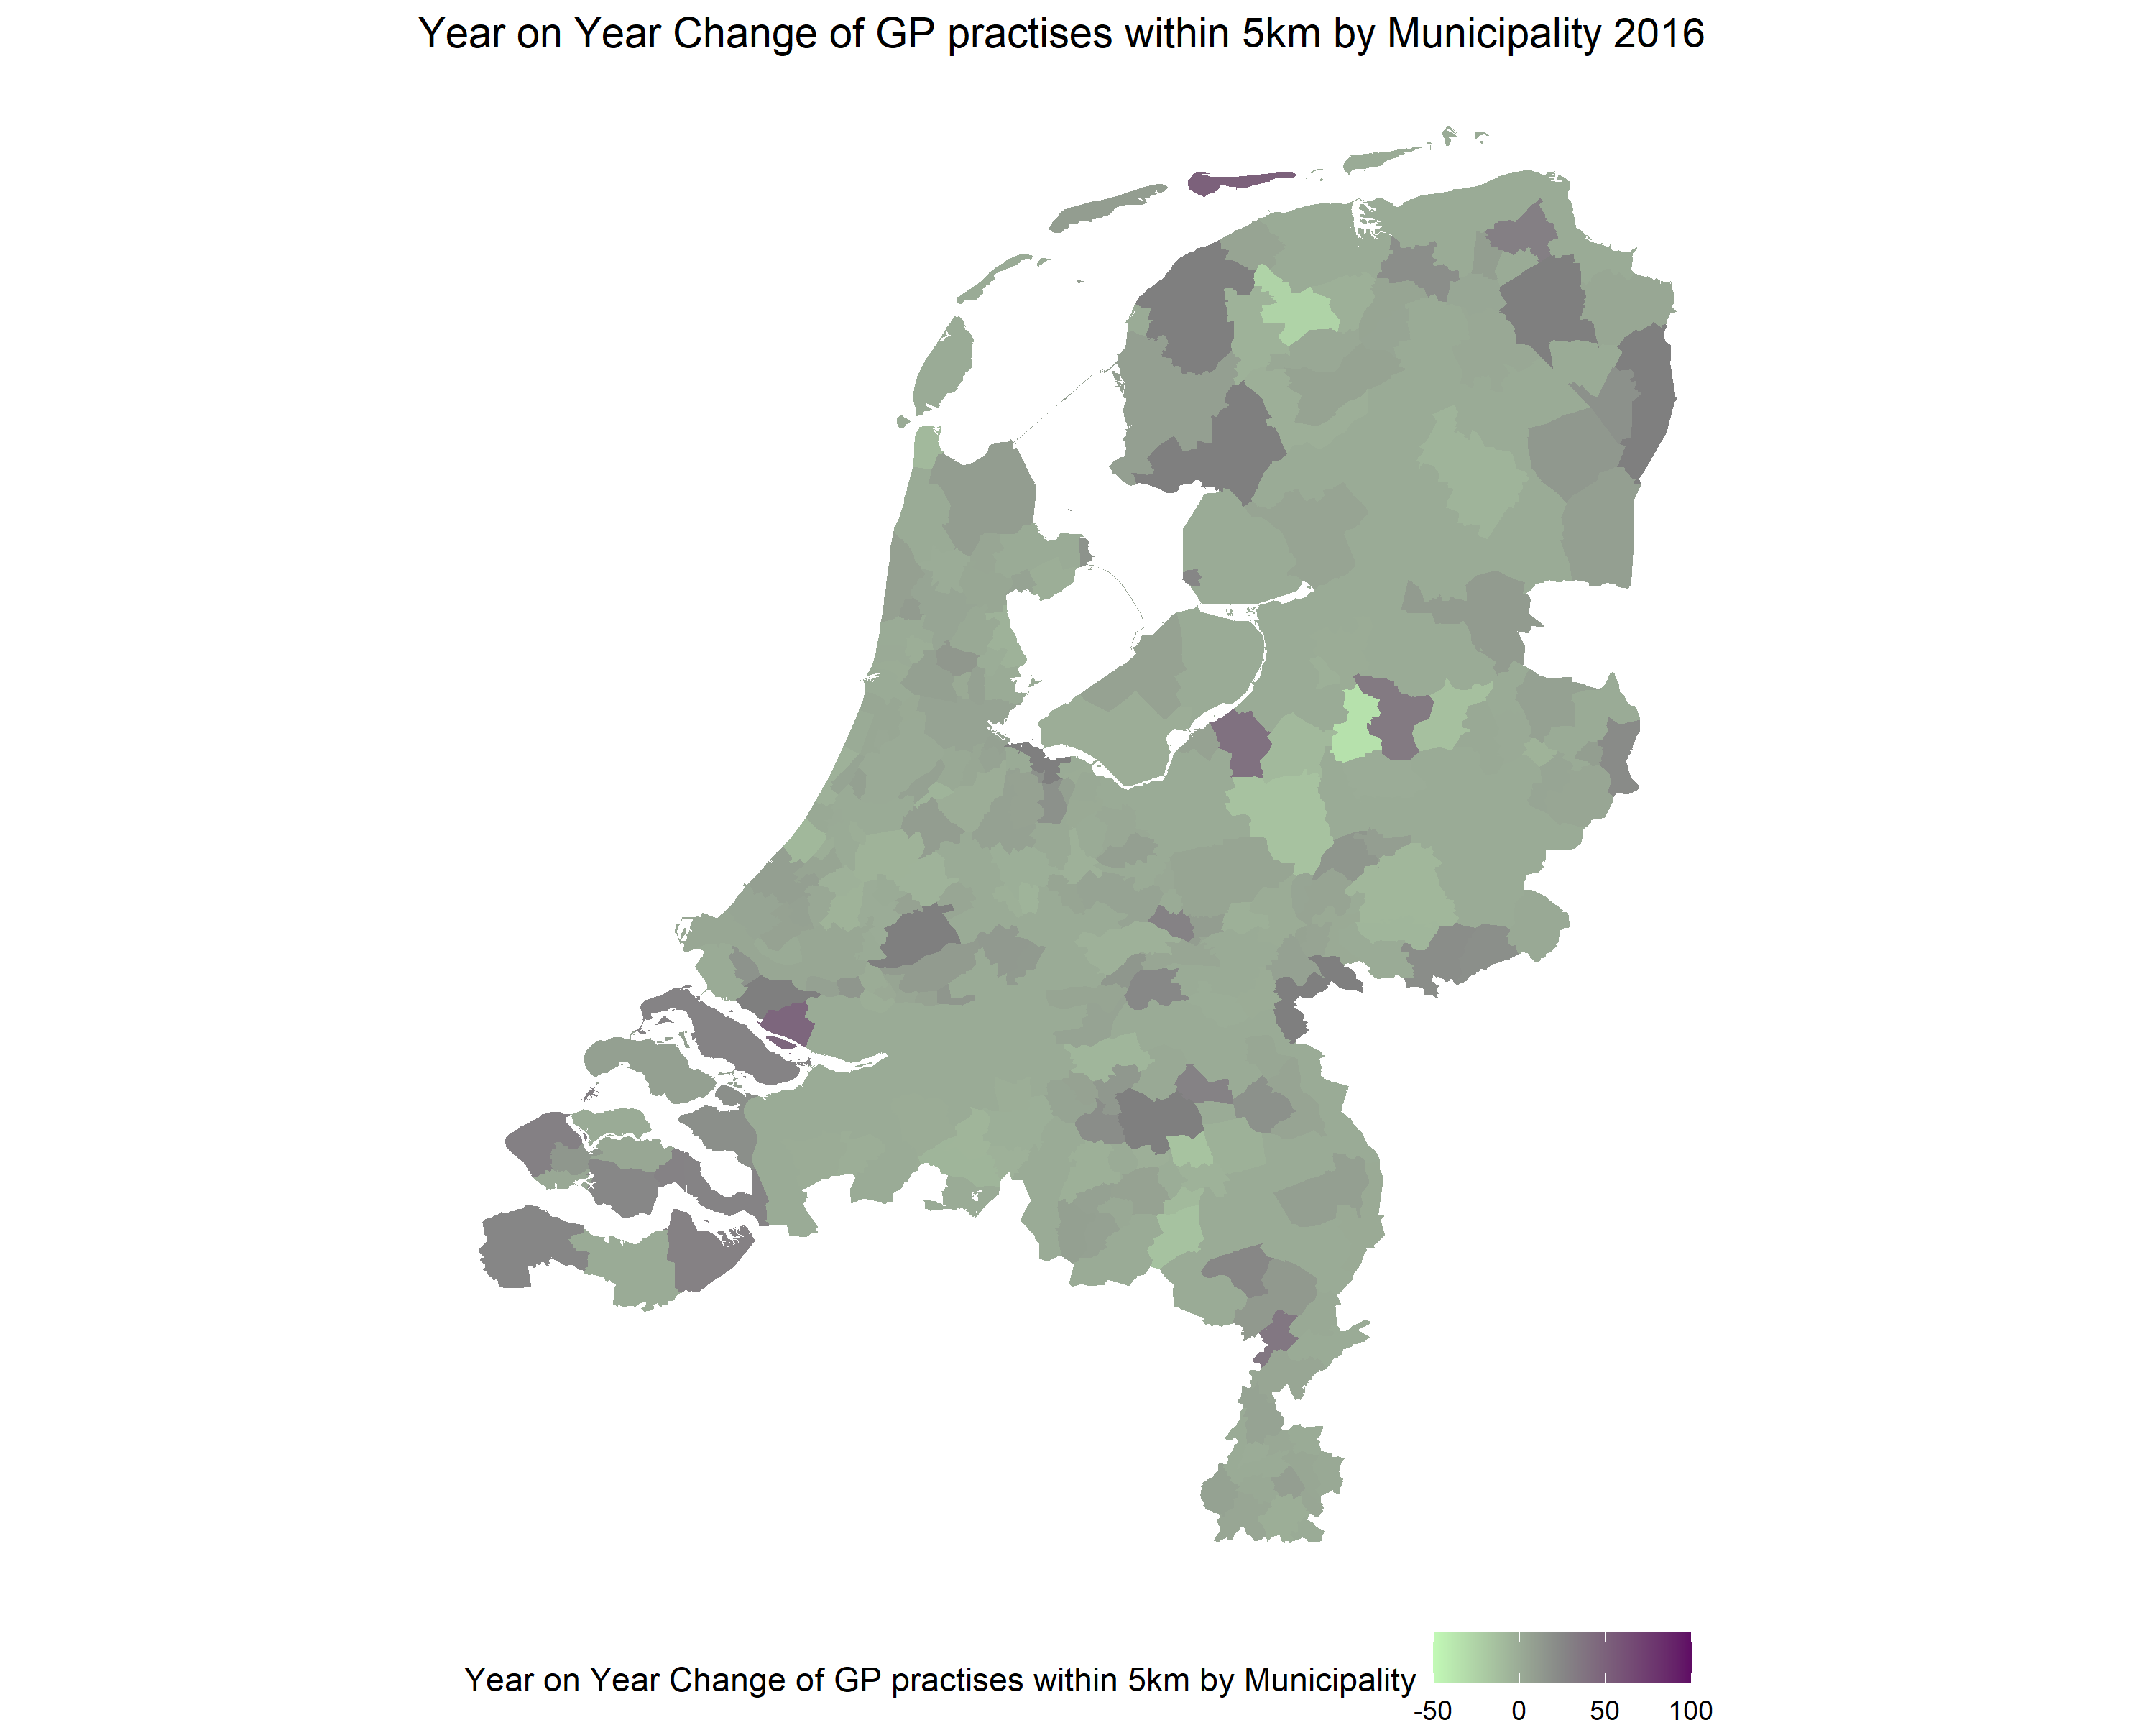 Year on Year Change of GP practises within 5km by Municipality 2016
Year on Year Change of GP practises within 5km by Municipality
-50 0 50 100